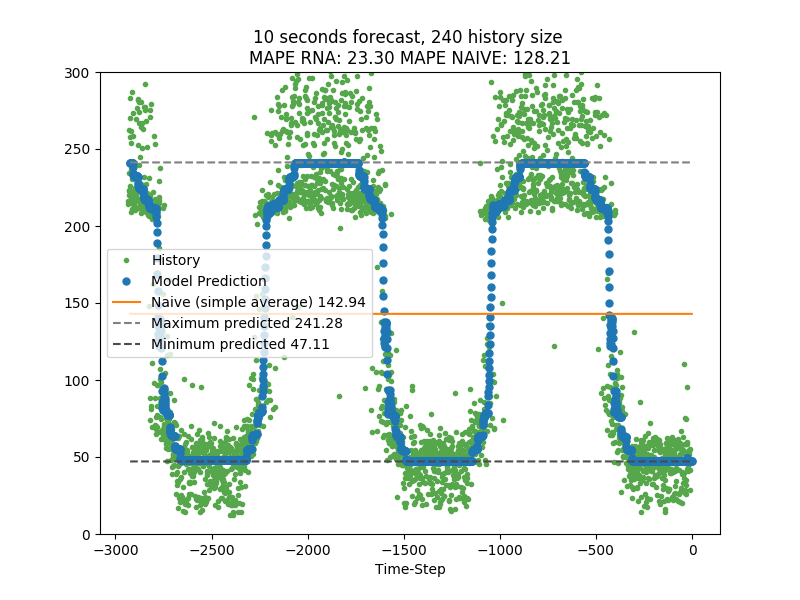 10 seconds forecast, 240 history size
MAPE RNA: 23.30 MAPE NAIVE: 128.21
300
250
200
150
100
50
0
History
Model Prediction
Naive (simple average) 142.94
Maximum predicted 241.28
Minimum predicted 47.11
−3000 −2500 −2000 −1500 −1000 −500 0
Time-Step